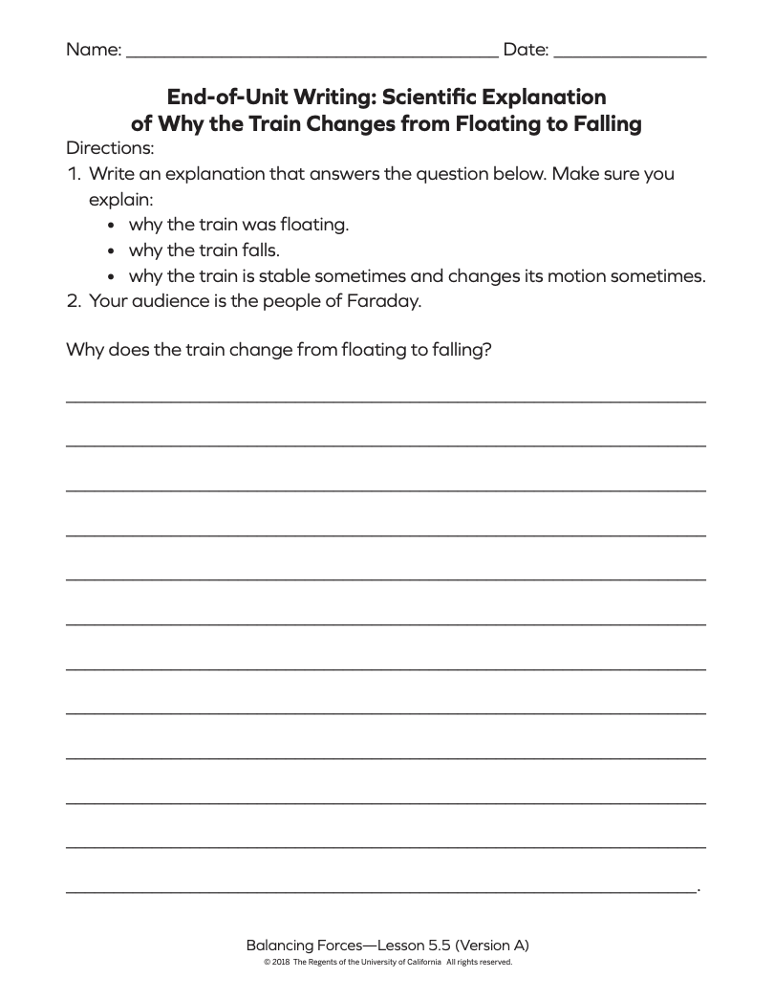 Name: ______________________________________ Date: ________________
End-of-Unit Writing: Scientific Explanation
of Why the Train Changes from Floating to Falling
Directions:
1. Write an explanation that answers the question below. Make sure you
explain:
• why the train was floating.
• why the train falls.
• why the train is stable sometimes and changes its motion sometimes.
2. Your audience is the people of Faraday.
Why does the train change from floating to falling?
.
Balancing Forces—Lesson 5.5 (Version A)
© 2018 The Regents of the University of California All rights reserved.